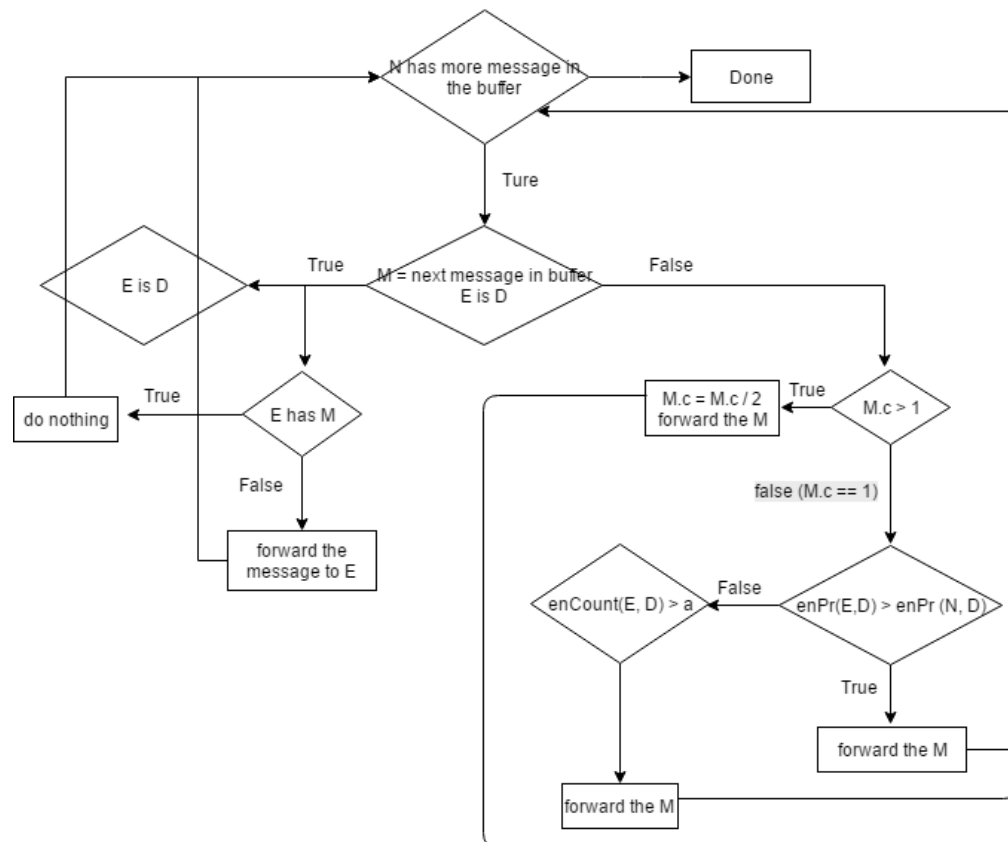 N has more message in
the buffer
Done
Ture
True
M = next message in buffer
E is D
False
E is D
E has M
True
do nothing
False
forward the
message to E
M.c > 1
True
M.c = M.c / 2
forward the M
false (M.c == 1)
enPr(E,D) > enPr (N, D)
False
enCount(E, D) > a
True
forward the M
forward the M